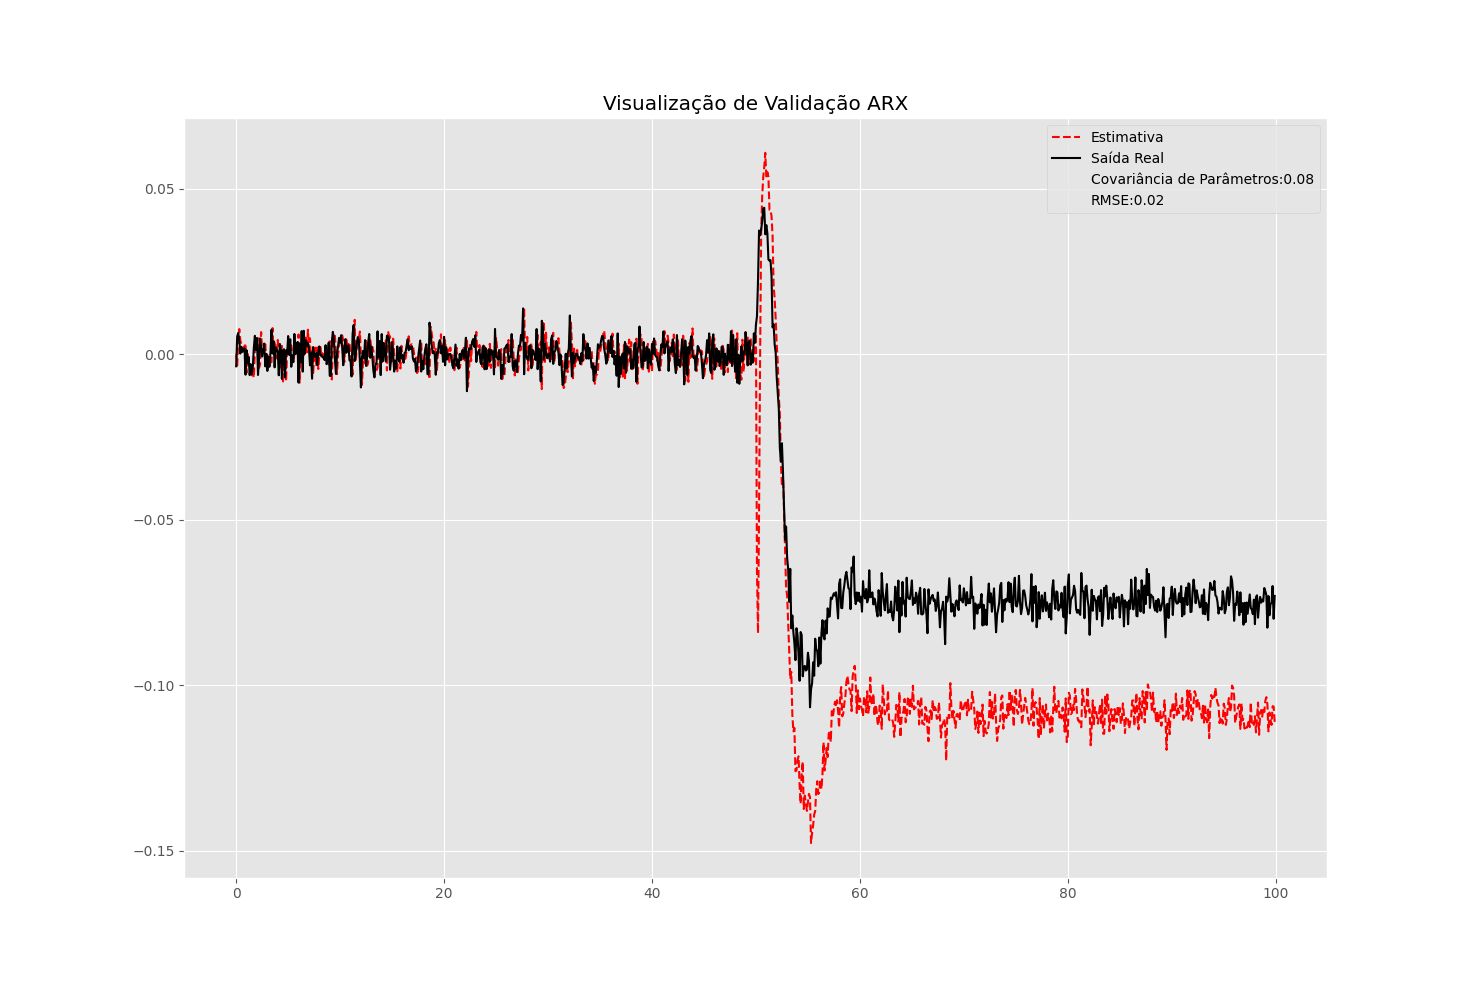 Visualização de Validação ARX
Estimativa
Saída Real
Covariância de Parâmetros:0.08
RMSE:0.02
0.05
0.00
−0.05
−0.10
−0.15
0
20
40
60
80
100